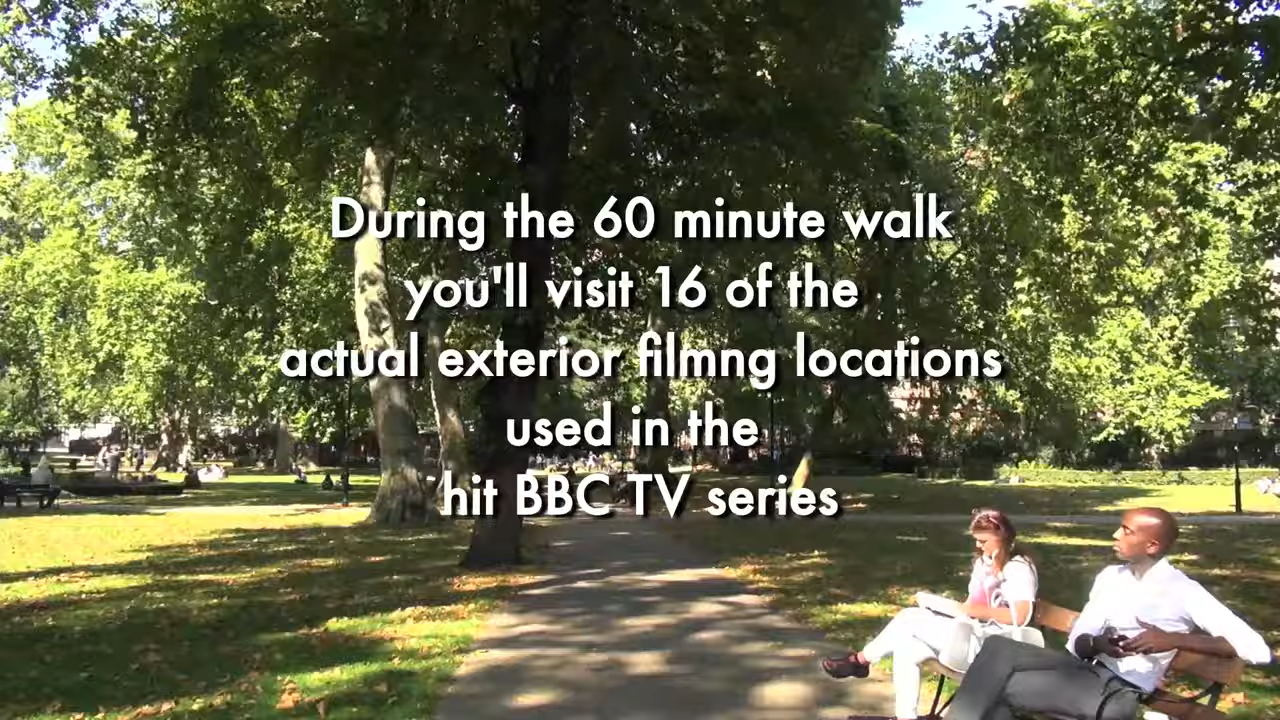 During the 60 minute walk
you'll visit 16 of the
actual exterior filmng locations
used in the
hit BBC TV series